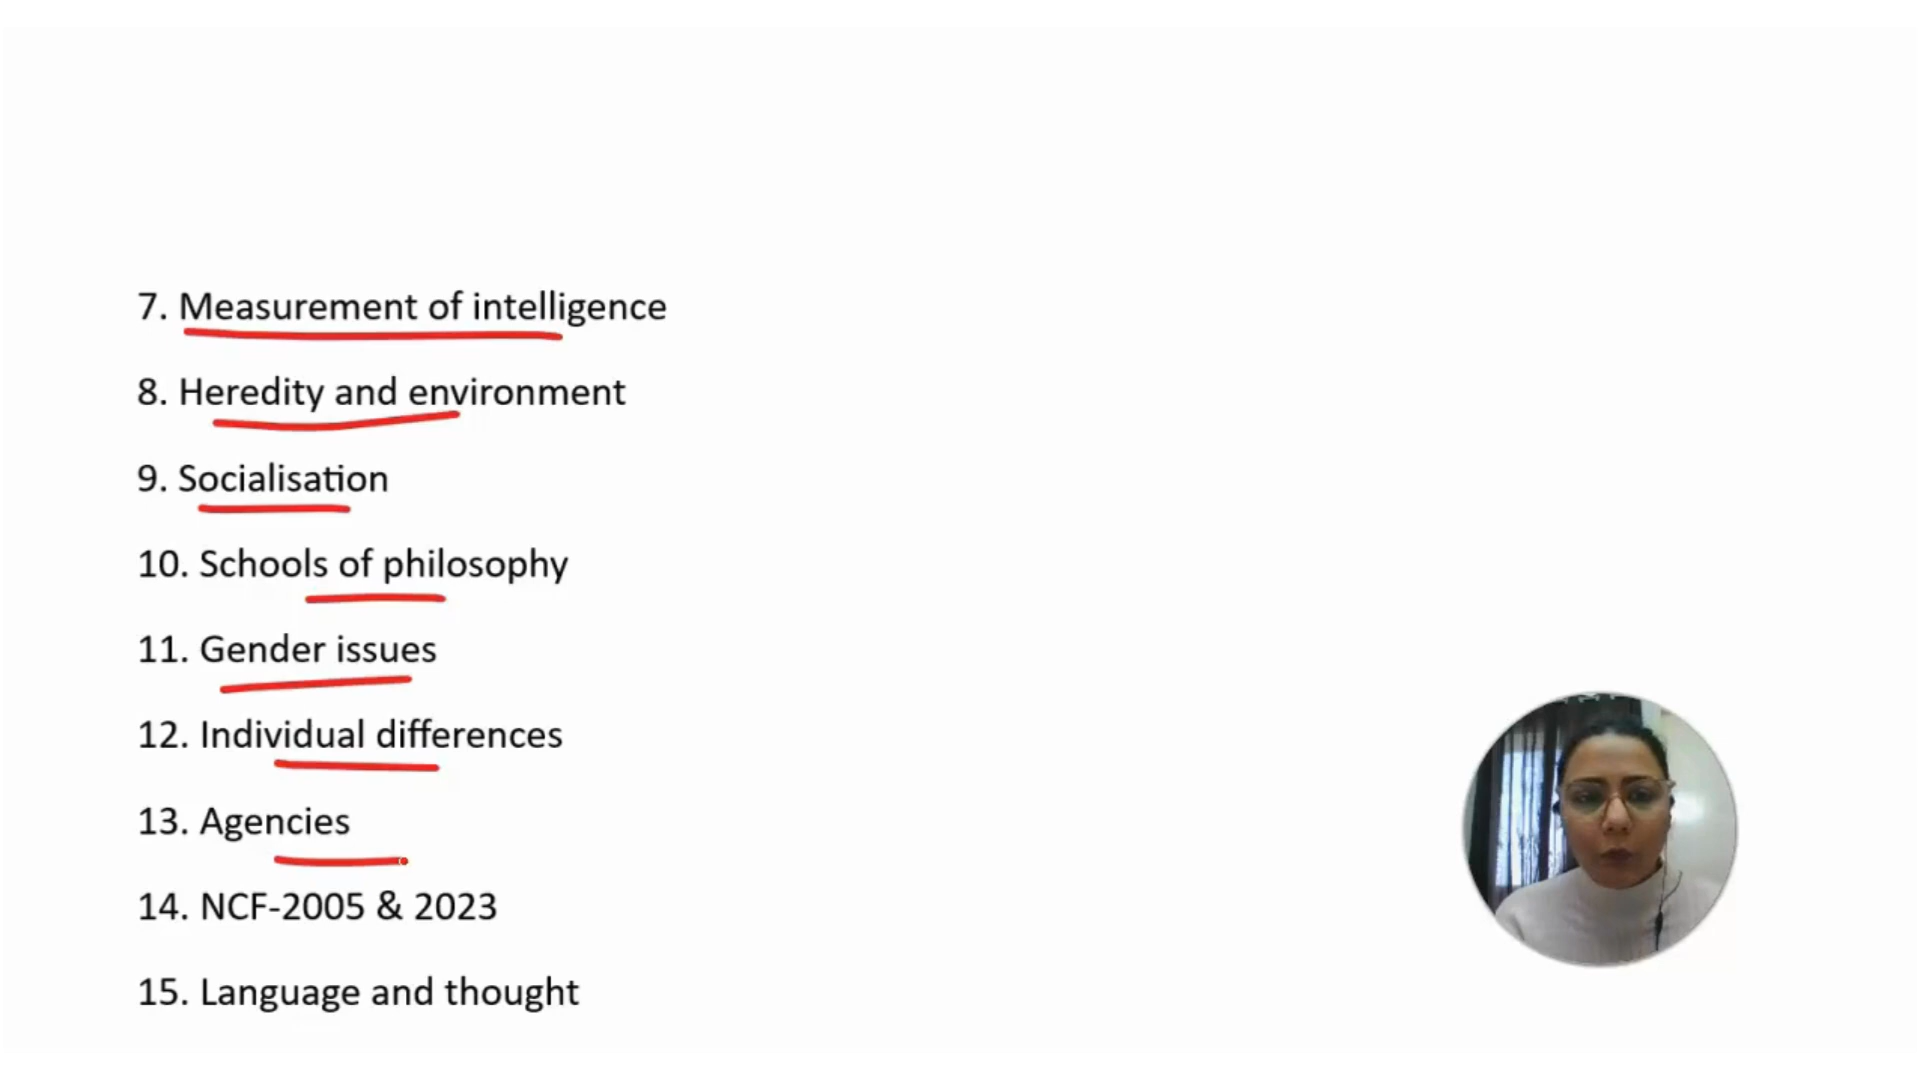 7. Measurement of intelligence
8. Heredity and environment
9. Socialisation
10. Schools of philosophy
11. Gender issues
12. Individual differences
13. Agencies
14. NCF-2005 & 2023
15. Language and thought